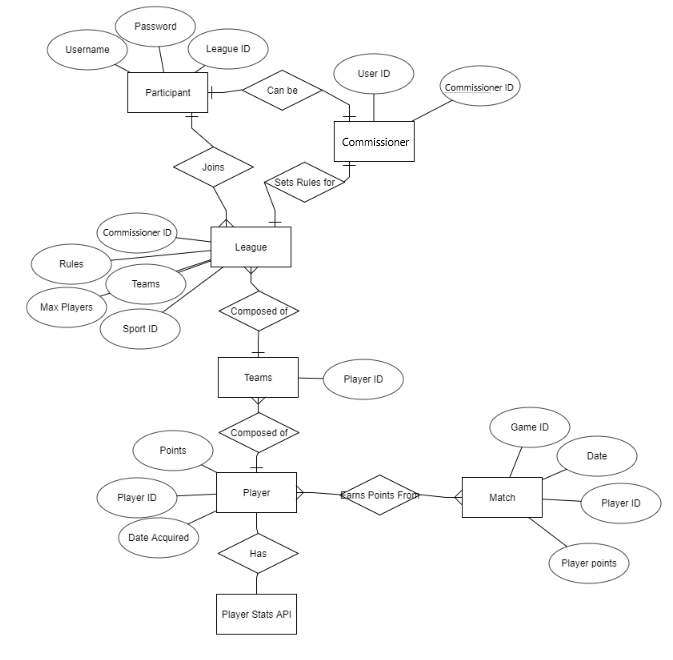 Password
Username
League ID
Participant
Can be
User ID
Commissioner ID
Commissioner
Joins
Sets Rules for
Commissioner ID
League
Rules
Teams
Max Players
Sport ID
Composed of
Teams
Player ID
Composed of
Points
Player
Player ID
Date Acquired
Earns Points From
Match
Game ID
Date
Player ID
Player points
Has
Player Stats API